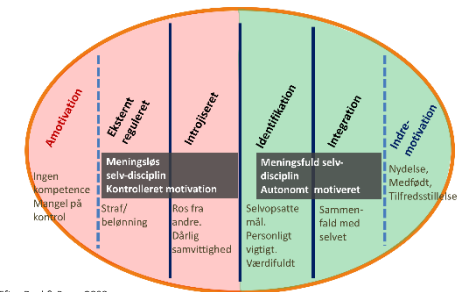 Amotivation
Eksternt
reguleret
Introjiseret
Identifikation
Integration
Indre-
motivation
Meningsløs
selv-disciplin
Kontrolleret motivation
Meningsfuld selv-
disciplin
Autonomt motiveret
Ingen
kompetence
Mangel på
kontrol
Straf/
belønning
Ros fra
andre.
Dårlig
samvittighed
Selvopsatte
mål.
Personligt
vigtigt.
Værdifuldt
Sammen-
fald med
selvet
Nydelse,
Medfødt,
Tilfredsstillelse